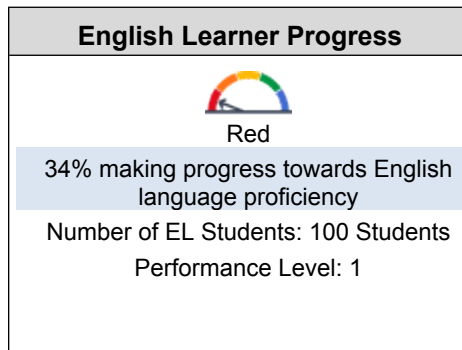 English Learner Progress
Red
34% making progress towards English
language proficiency
Number of EL Students: 100 Students
Performance Level: 1